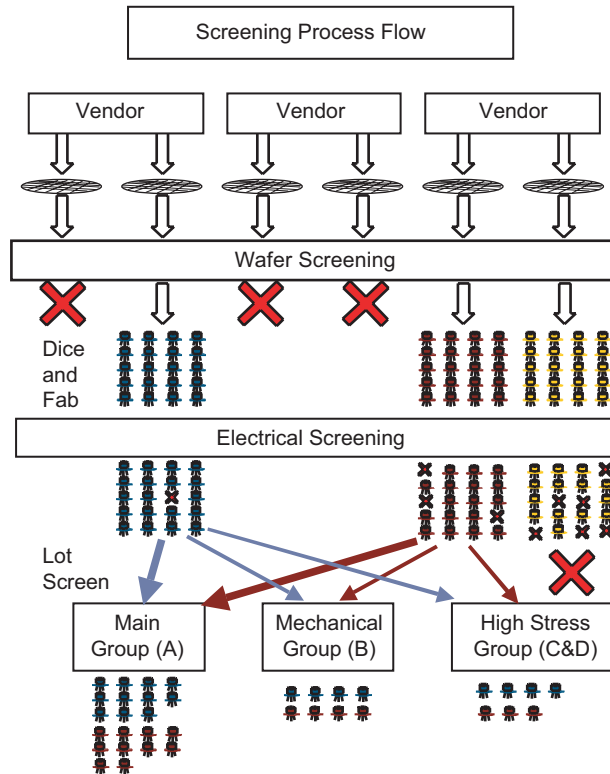 Screening Process Flow
Vendor
Vendor
Vendor
Wafer Screening
Dice
and
Fab
Electrical Screening
Lot
Screen
Main
Group (A)
Mechanical
Group (B)
High Stress
Group (C&D)